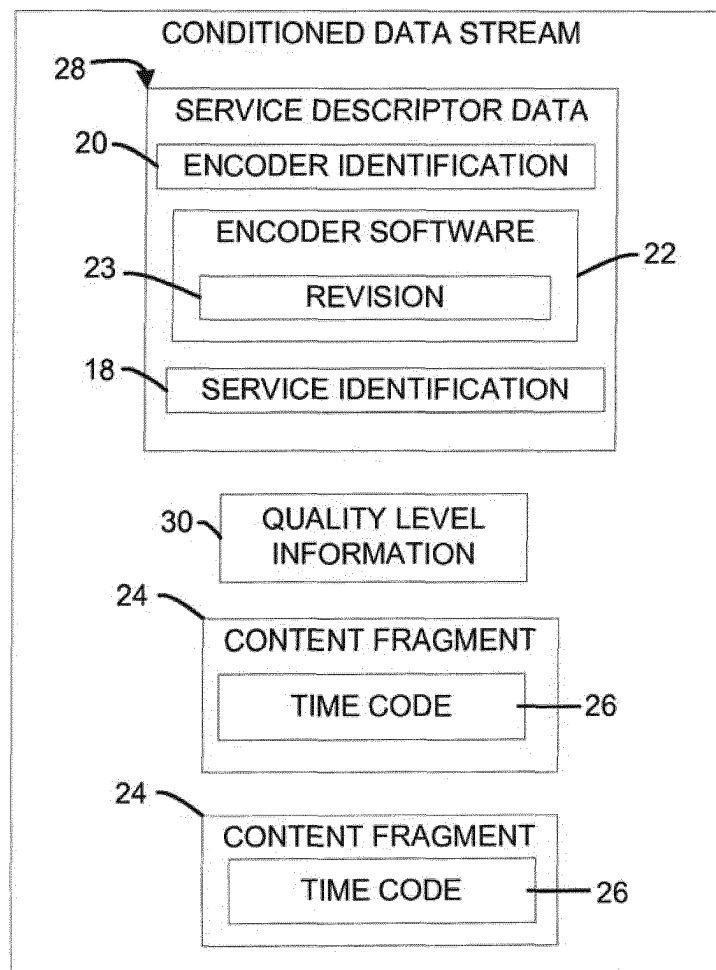 CONDITIONED DATA STREAM
28
SERVICE DESCRIPTOR DATA
20
ENCODER IDENTIFICATION
ENCODER SOFTWARE
23
22
REVISION
18
SERVICE IDENTIFICATION
30
QUALITY LEVEL
INFORMATION
24
CONTENT FRAGMENT
TIME CODE
26
24
CONTENT FRAGMENT
TIME CODE
26